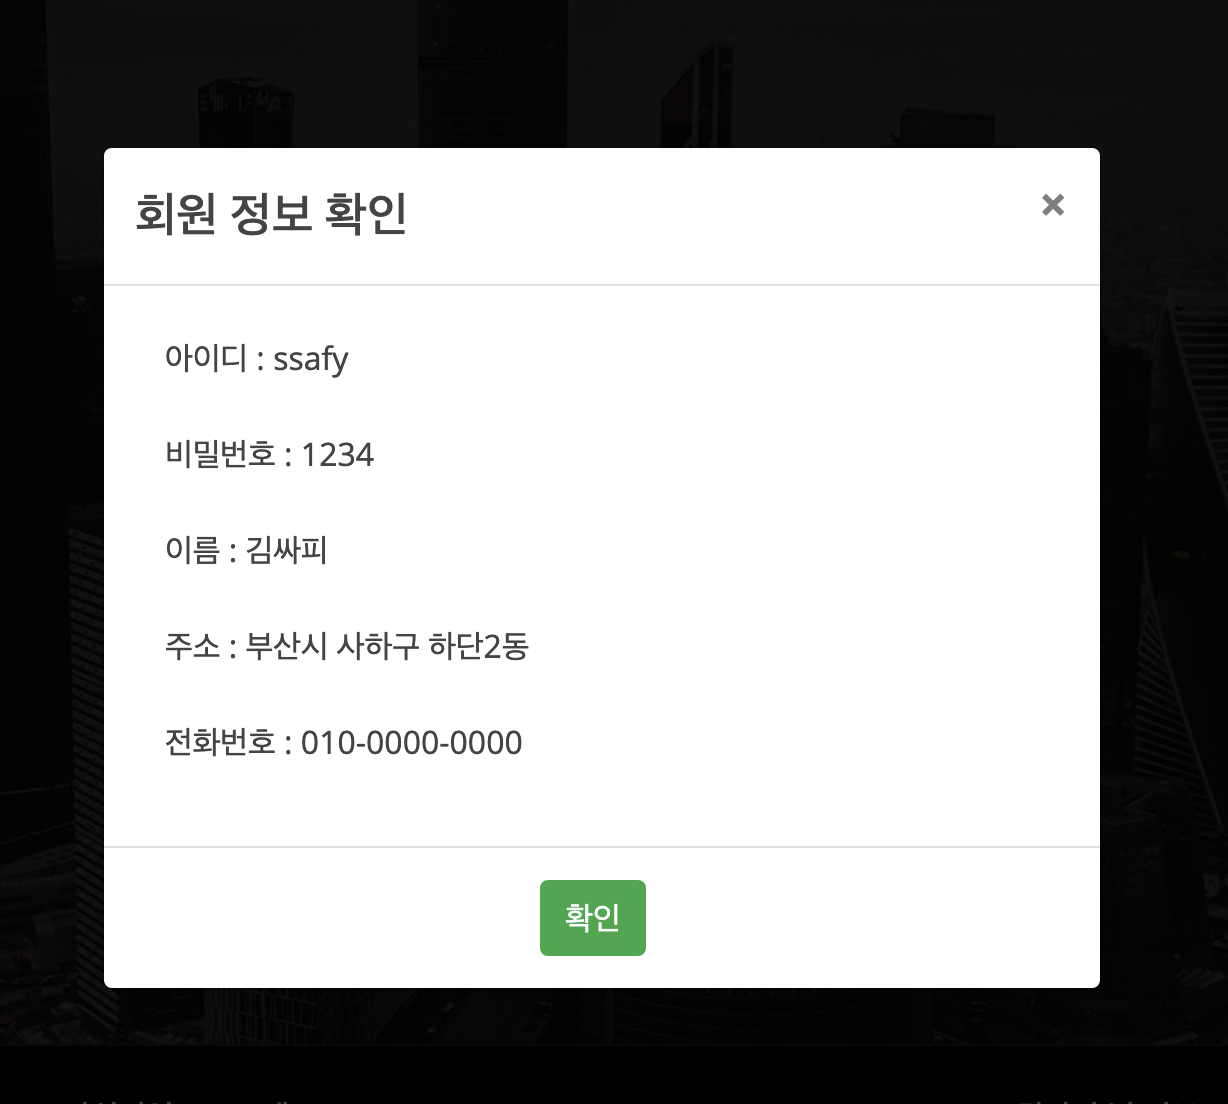 회원 정보 확인
×
아이디 : ssafy
비밀번호 : 1234
이름 : 김싸피
주소 : 부산시 사하구 하단2동
전화번호 : 010-0000-0000
확인